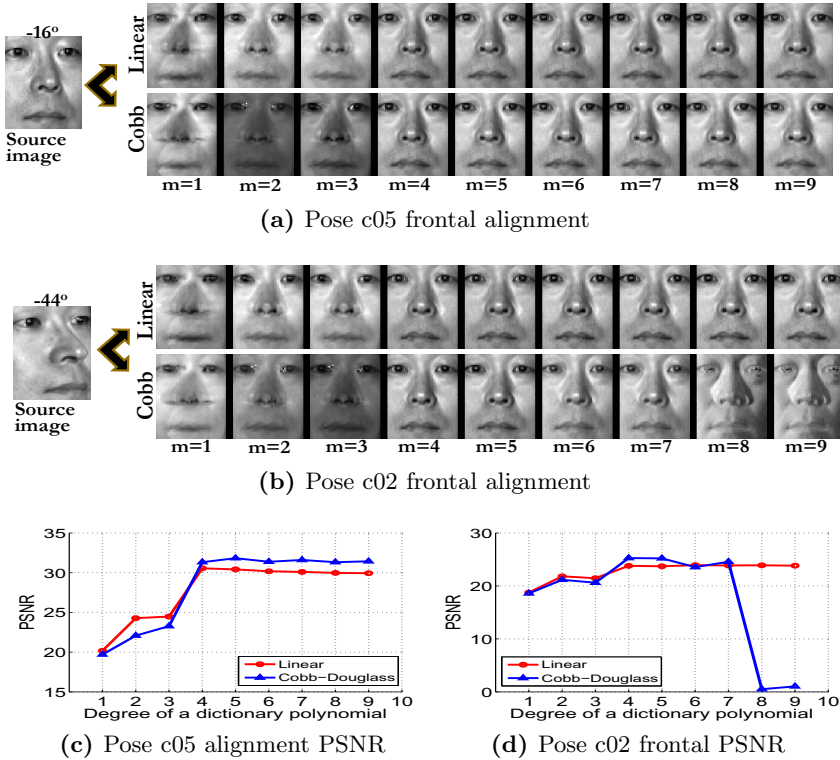 -16º
Source
image
Linear
Cobb
m=1 m=2 m=3 m=4 m=5 m=6 m=7 m=8 m=9
(a) Pose c05 frontal alignment
-44º
Source
image
Linear
Cobb
m=1 m=2 m=3 m=4 m=5 m=6 m=7 m=8 m=9
(b) Pose c02 frontal alignment
35
30
25
20
15
PSNR
Linear
Cobb-Douglass
1 2 3 4 5 6 7 8 9 10
Degree of a dictionary polynomial
(c) Pose c05 alignment PSNR
30
20
10
0
PSNR
Linear
Cobb-Douglass
1 2 3 4 5 6 7 8 9 10
Degree of a dictionary polynomial
(d) Pose c02 frontal PSNR